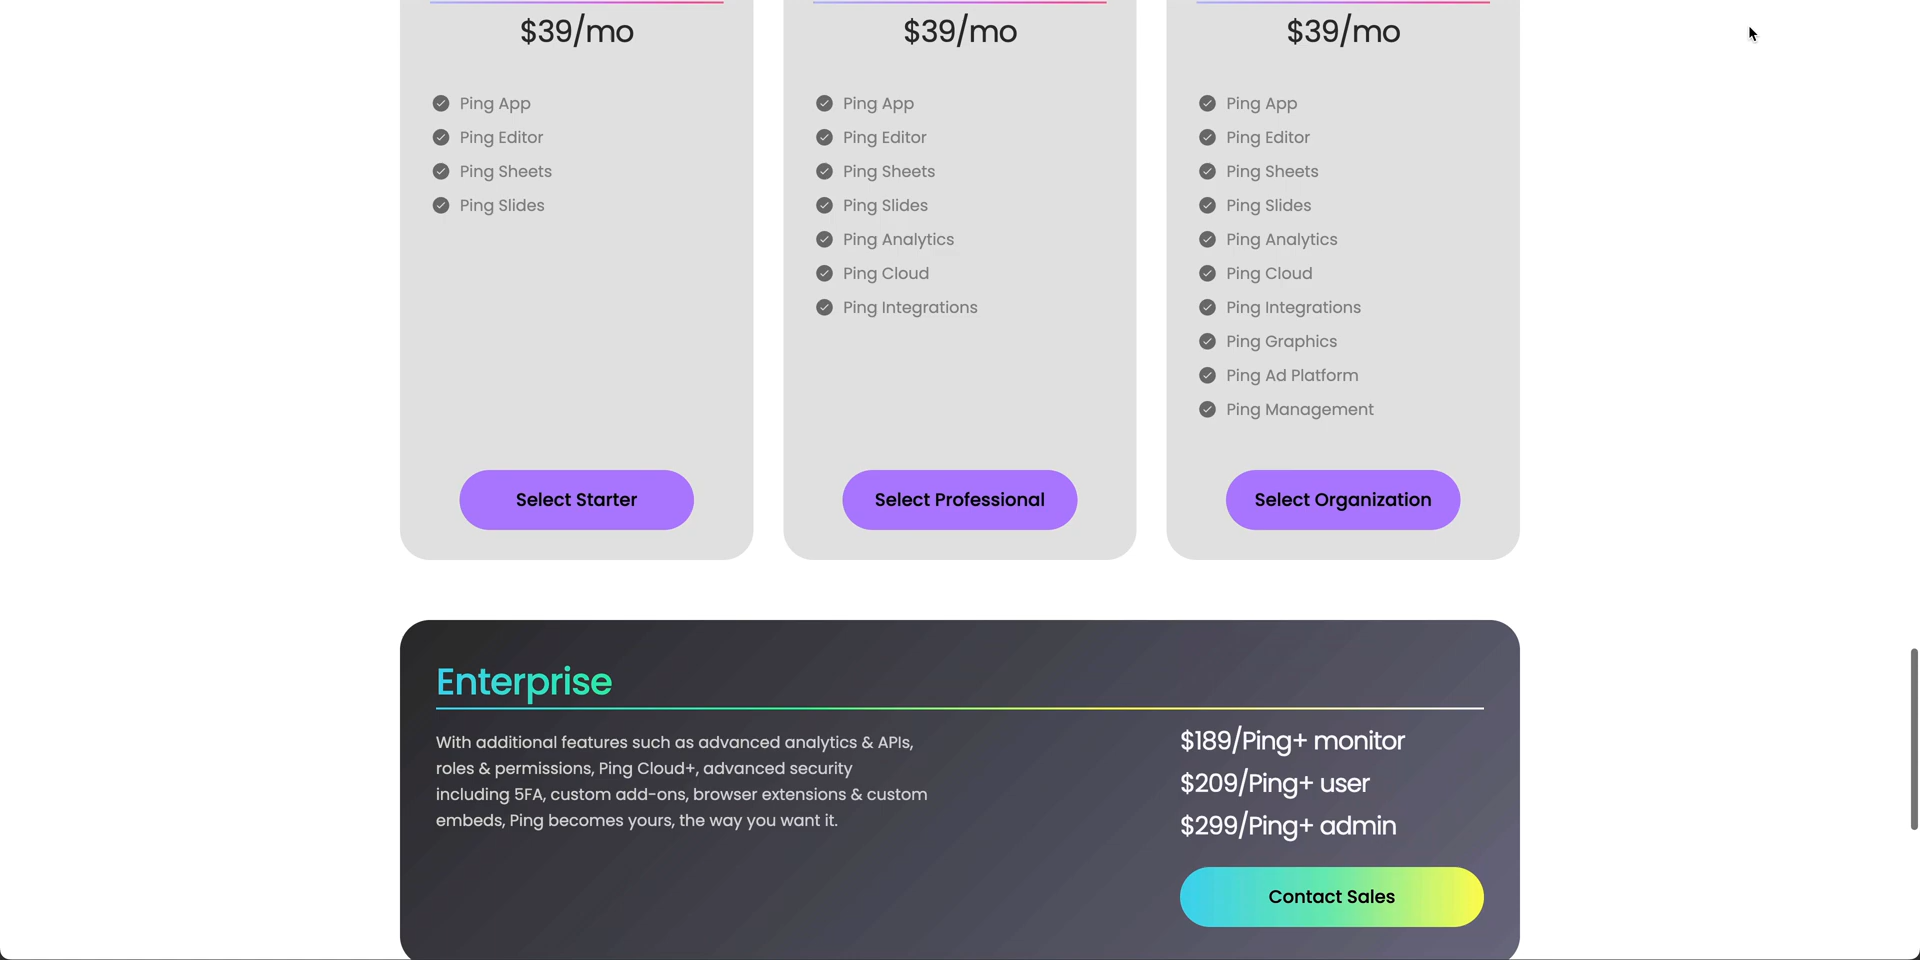 $39/mo
Ping App
Ping Editor
Ping Sheets
Ping Slides
Select Starter
$39/mo
Ping App
Ping Editor
Ping Sheets
Ping Slides
Ping Analytics
Ping Cloud
Ping Integrations
Select Professional
$39/mo
Ping App
Ping Editor
Ping Sheets
Ping Slides
Ping Analytics
Ping Cloud
Ping Integrations
Ping Graphics
Ping Ad Platform
Ping Management
Select Organization
Enterprise
With additional features such as advanced analytics & APIs,
roles & permissions, Ping Cloud+, advanced security
including 5FA, custom add-ons, browser extensions & custom
embeds, Ping becomes yours, the way you want it.
$189/Ping+ monitor
$209/Ping+ user
$299/Ping+ admin
Contact Sales